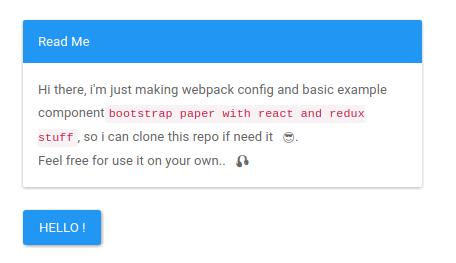 Read Me
Hi there, i'm just making webpack config and basic example
component bootstrap paper with react and redux
stuff, so i can clone this repo if need it 😎.
Feel free for use it on your own.. 🎧
HELLO !